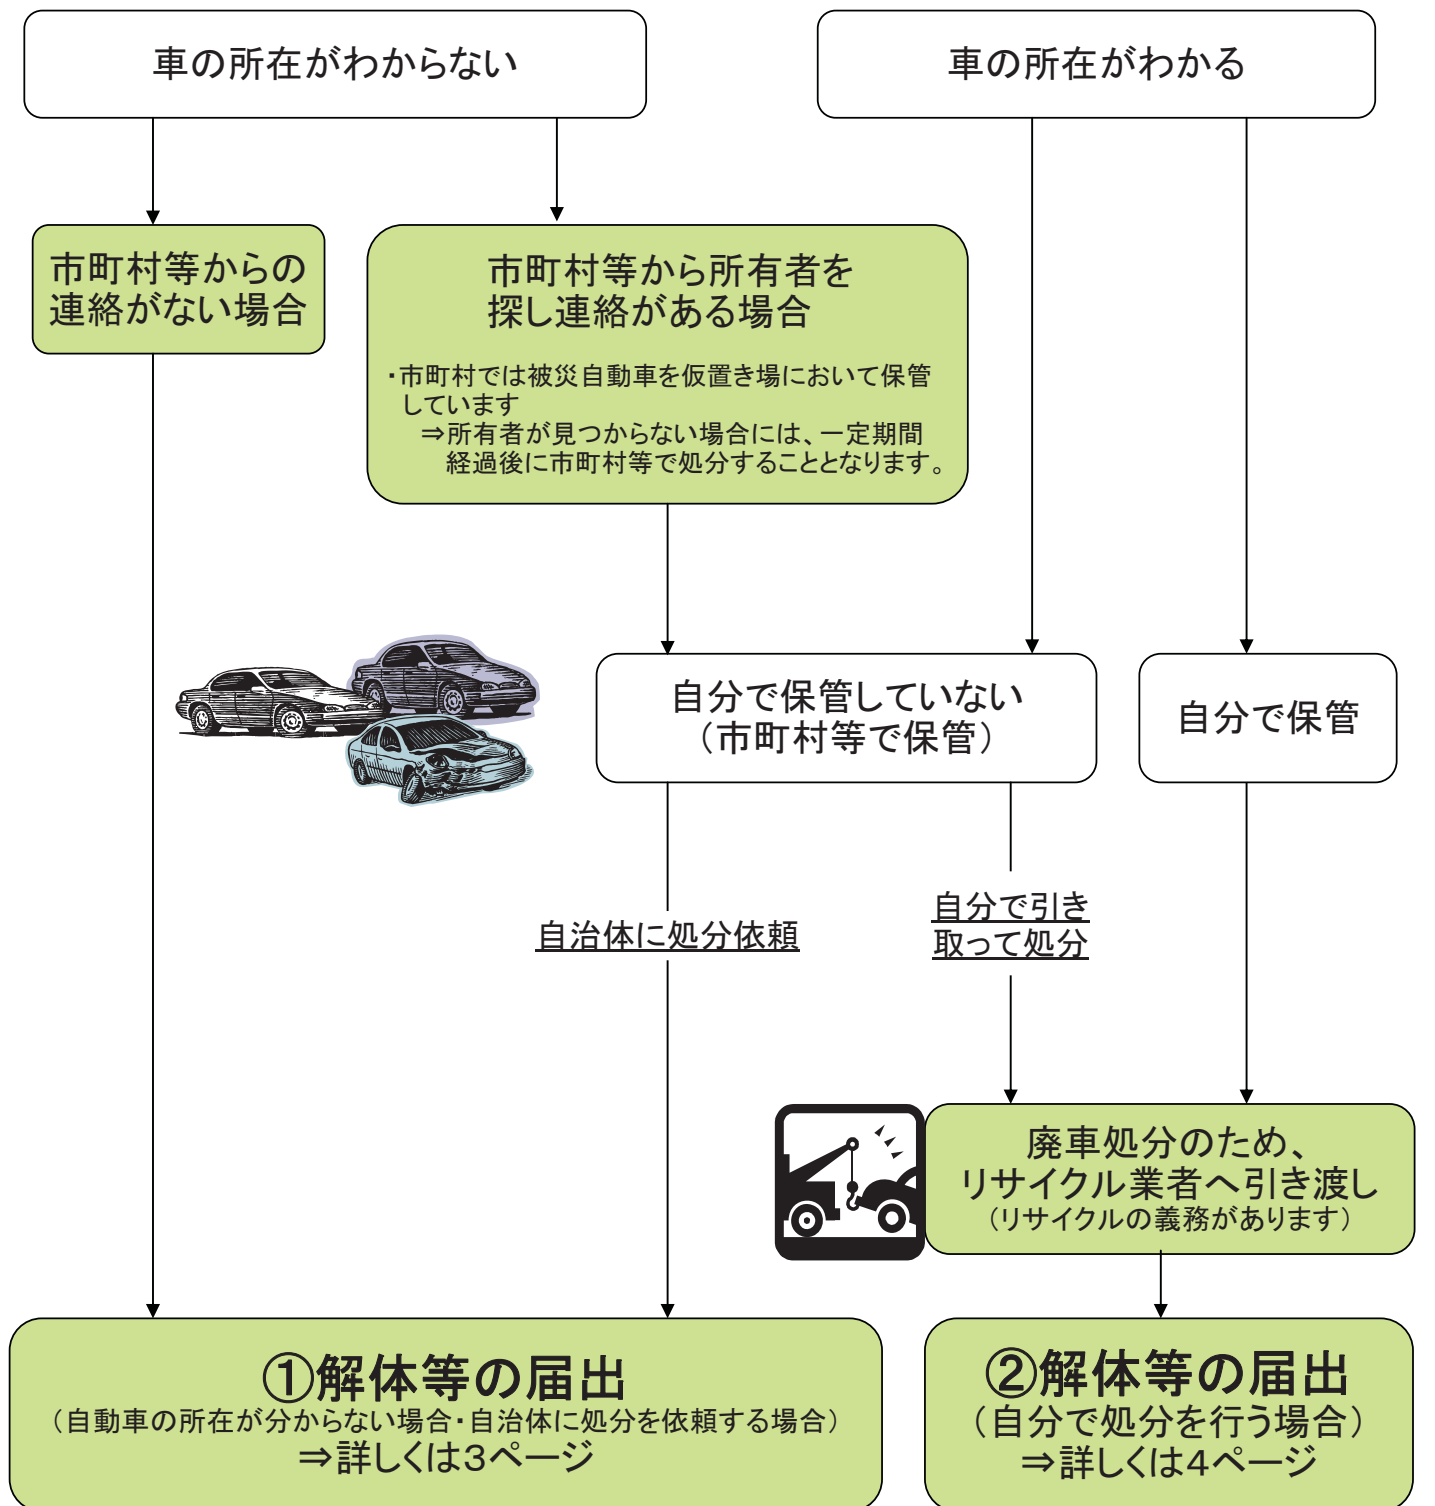 車の所在がわからない
車の所在がわかる
市町村等からの
連絡がない場合
市町村等から所有者を
探し連絡がある場合
・市町村では被災自動車を仮置き場において保管
しています
⇒所有者が見つからない場合には、一定期間
経過後に市町村等で処分することとなります。
自分で保管していない
（市町村等で保管）
自分で保管
自治体に処分依頼
自分で引き
取って処分
廃車処分のため、
リサイクル業者へ引き渡し
（リサイクルの義務があります）
①解体等の届出
（自動車の所在が分からない場合・自治体に処分を依頼する場合）
⇒詳しくは３ページ
②解体等の届出
（自分で処分を行う場合）
⇒詳しくは４ページ